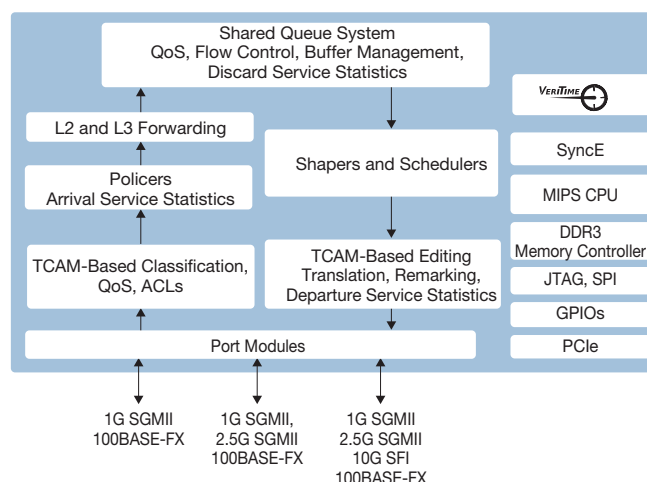 Shared Queue System
QoS, Flow Control, Buffer Management,
Discard Service Statistics
L2 and L3 Forwarding
Policers
Arrival Service Statistics
TCAM-Based Classification,
QoS, ACLs
Shapers and Schedulers
TCAM-Based Editing
Translation, Remarking,
Departure Service Statistics
Port Modules
VERITIME
SyncE
MIPS CPU
DDR3
Memory Controller
JTAG, SPI
GPIOs
PCIe
1G SGMII
100BASE-FX
1G SGMII,
2.5G SGMII
100BASE-FX
1G SGMII
2.5G SGMII
10G SFI
100BASE-FX